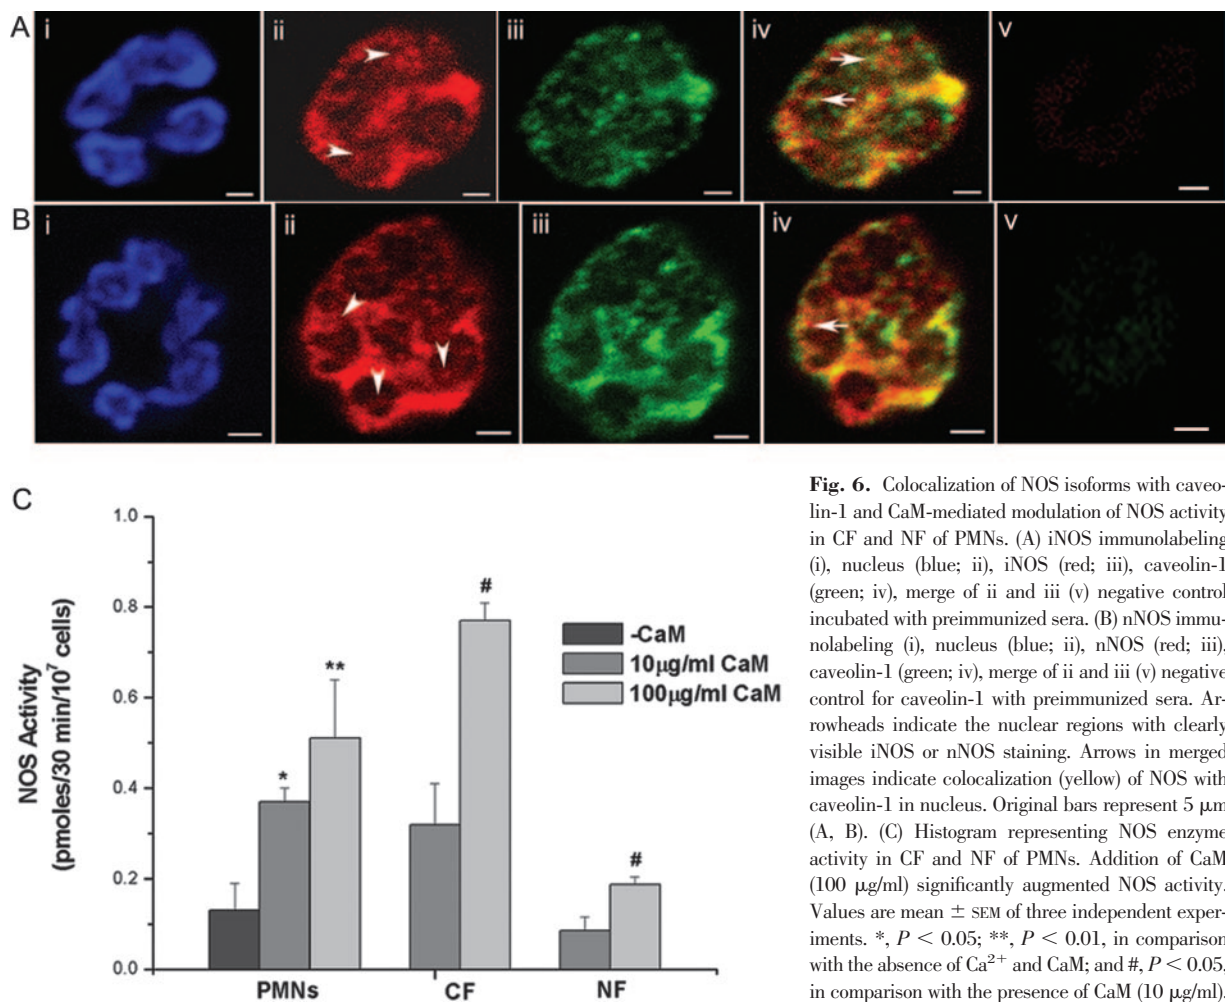 A
i
ii
iii
iv
v
B
i
ii
iii
iv
v
C
NOS Activity
(pmoles/30 min/10⁷ cells)
1.0
0.8
0.6
0.4
0.2
0.0
*
**
#
#
-CaM
10μg/ml CaM
100μg/ml CaM
PMNs
CF
NF
Fig. 6. Colocalization of NOS isoforms with caveo-
lin-1 and CaM-mediated modulation of NOS activity
in CF and NF of PMNs. (A) iNOS immunolabeling
(i), nucleus (blue; ii), iNOS (red; iii), caveolin-1
(green; iv), merge of ii and iii (v) negative control
incubated with preimmunized sera. (B) nNOS immu-
nolabeling (i), nucleus (blue; ii), nNOS (red; iii),
caveolin-1 (green; iv), merge of ii and iii (v) negative
control for caveolin-1 with preimmunized sera. Ar-
rowheads indicate the nuclear regions with clearly
visible iNOS or nNOS staining. Arrows in merged
images indicate colocalization (yellow) of NOS with
caveolin-1 in nucleus. Original bars represent 5 μm
(A, B). (C) Histogram representing NOS enzyme
activity in CF and NF of PMNs. Addition of CaM
(100 μg/ml) significantly augmented NOS activity.
Values are mean ± SEM of three independent exper-
iments. *, P < 0.05; **, P < 0.01, in comparison
with the absence of Ca²⁺ and CaM; and #, P < 0.05,
in comparison with the presence of CaM (10 μg/ml).